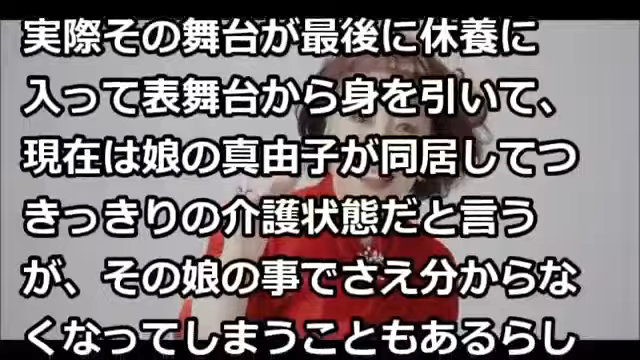 実際その舞台が最後に休養に
入って表舞台から身を引いて、
現在は娘の真由子が同居してつ
きっきりの介護状態だと言う
が、その娘の事でさえ分からな
くなってしまうこともあるらし